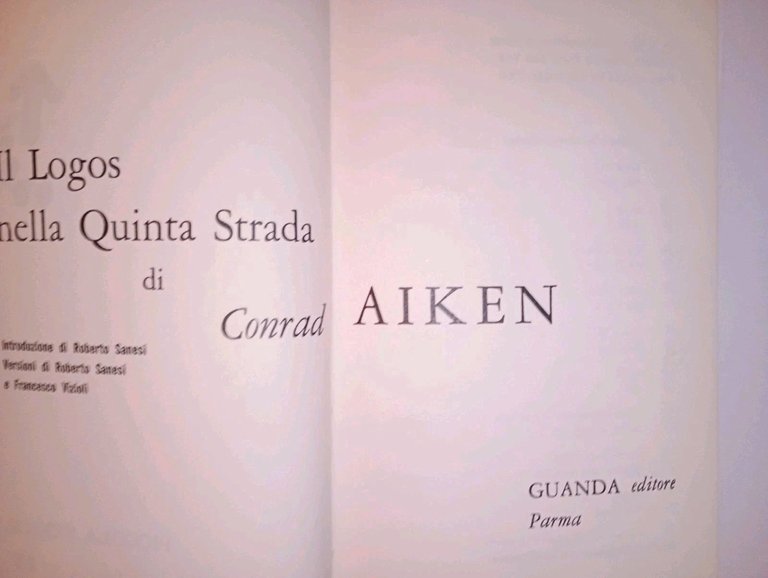 Il Logos
nella Quinta Strada
di
Conrad AIKEN
Introduzione di Roberto Sanesi
Versioni di Roberto Sanesi
e Francesco Vizioli
GUANDA editore
Parma